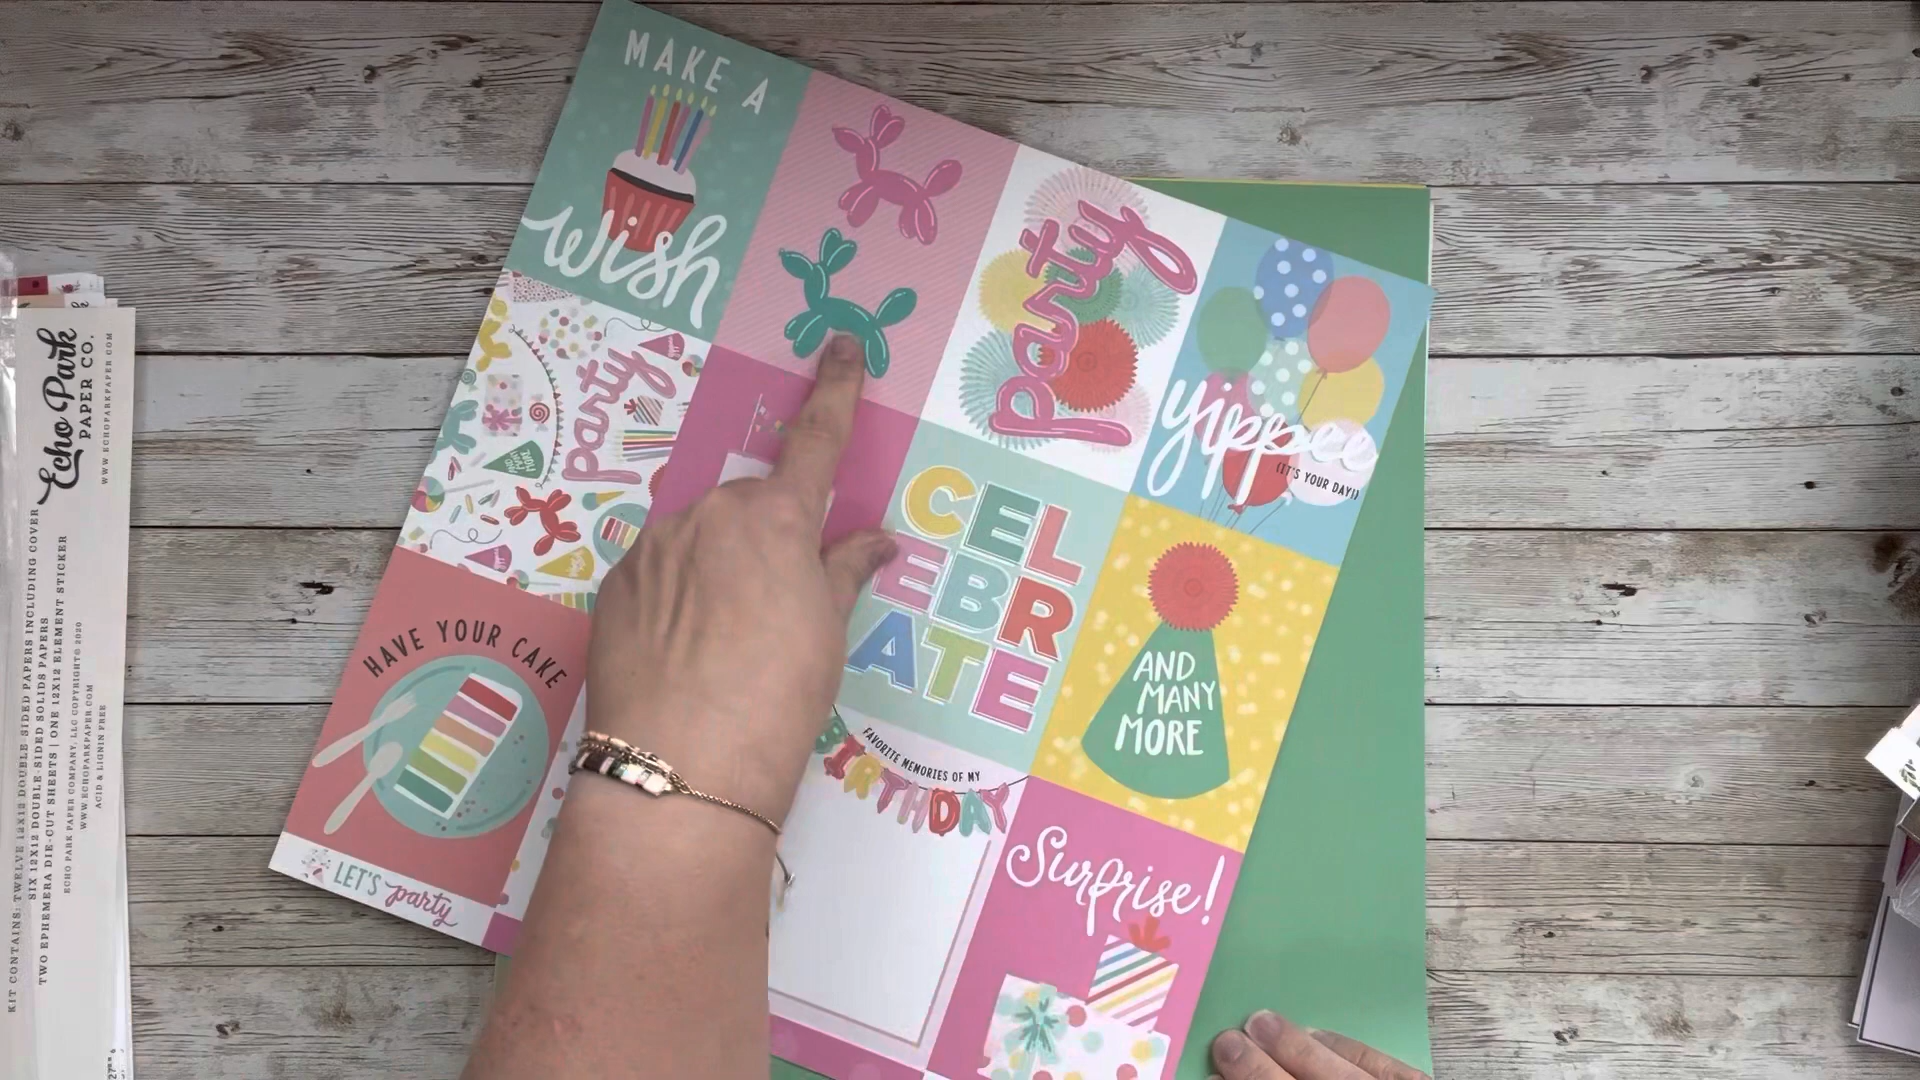 MAKE A
wish
party
yippee
(IT'S YOUR DAY!)
party
AND
MANY
MORE
CEL
EBR
ATE
AND
MANY
MORE
HAVE YOUR CAKE
FAVORITE MEMORIES OF MY
BIRTHDAY
Surprise!
LET'S party
Echo Park
PAPER CO.
WWW.ECHOPARKPAPER.COM
KIT CONTAINS: TWELVE 12X12 DOUBLE-SIDED PAPERS INCLUDING COVER
SIX 12X12 DOUBLE-SIDED SOLIDS PAPERS
TWO EPHEMERA DIE-CUT SHEETS | ONE 12X12 ELEMENT STICKER
ECHO PARK PAPER COMPANY, LLC COPYRIGHT© 2020
WWW.ECHOPARKPAPER.COM
ACID & LIGNIN FREE